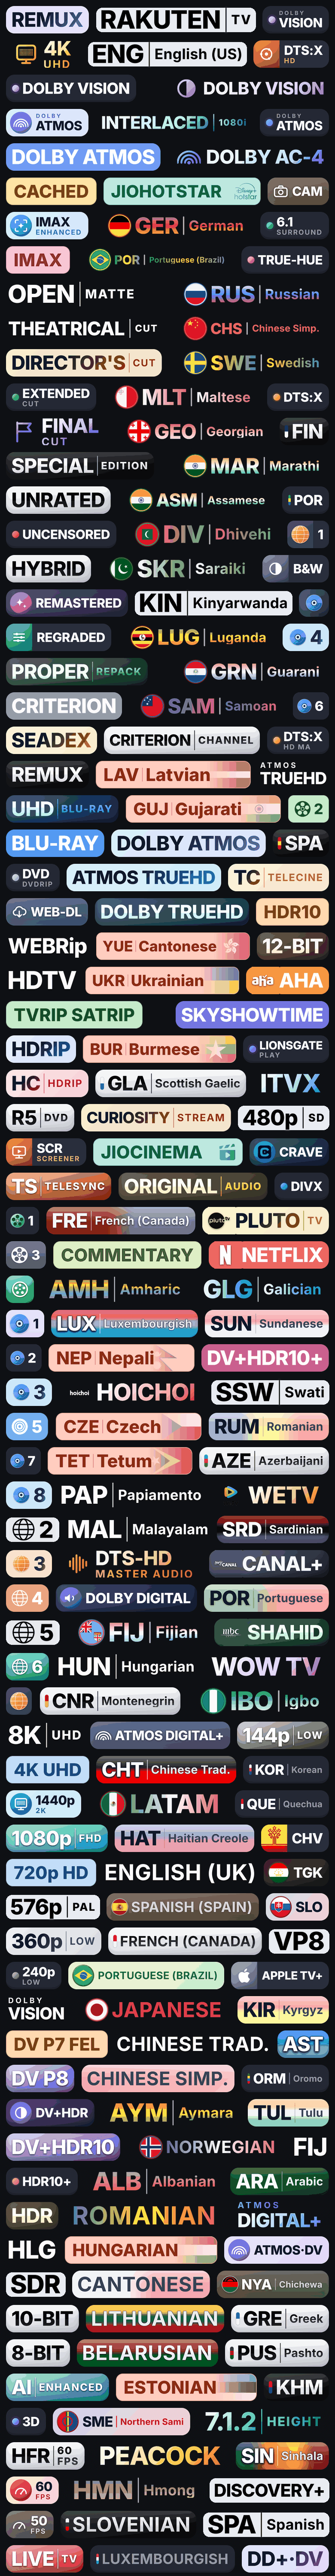 REMUX RAKUTEN TV DOLBY VISION
4K UHD ENG English (US) DTS:X HD
DOLBY VISION DOLBY VISION
DOLBY ATMOS INTERLACED 1080i DOLBY ATMOS
DOLBY ATMOS DOLBY AC-4
CACHED JIOHOTSTAR Disney+ hotstar CAM
IMAX ENHANCED GER German 6.1 SURROUND
IMAX POR Portuguese (Brazil) TRUE-HUE
OPEN MATTE RUS Russian
THEATRICAL CUT CHS Chinese Simp.
DIRECTOR'S CUT SWE Swedish
EXTENDED CUT MLT Maltese DTS:X
FINAL CUT GEO Georgian FIN
SPECIAL EDITION MAR Marathi
UNRATED ASM Assamese POR
UNCENSORED DIV Dhivehi 1
HYBRID SKR Saraiki B&W
REMASTERED KIN Kinyarwanda
REGRADED LUG Luganda 4
PROPER REPACK GRN Guarani
CRITERION SAM Samoan 6
SEADEX CRITERION CHANNEL DTS:X HD MA
REMUX LAV Latvian ATMOS TRUEHD
UHD BLU-RAY GUJ Gujarati 2
BLU-RAY DOLBY ATMOS SPA
DVD DVDRIP ATMOS TRUEHD TC TELECINE
WEB-DL DOLBY TRUEHD HDR10
WEBRip YUE Cantonese 12-BIT
HDTV UKR Ukrainian aha AHA
TVRIP SATRIP SKYSHOWTIME
HDRIP BUR Burmese LIONSGATE PLAY
HC HDRIP GLA Scottish Gaelic ITVX
R5 DVD CURIOSITY STREAM 480p SD
SCR SCREENER JIOCINEMA CRAVE
TS TELESYNC ORIGINAL AUDIO DIVX
1 FRE French (Canada) pluto tv PLUTO TV
3 COMMENTARY NETFLIX
AMH Amharic GLG Galician
1 LUX Luxembourgish SUN Sundanese
2 NEP Nepali DV+HDR10+
3 hoichoi HOICHOI SSW Swati
5 CZE Czech RUM Romanian
7 TET Tetum AZE Azerbaijani
8 PAP Papiamento WETV
2 MAL Malayalam SRD Sardinian
3 DTS-HD MASTER AUDIO CANAL+
4 DOLBY DIGITAL POR Portuguese
5 FIJ Fijian mbc SHAHID
6 HUN Hungarian WOW TV
CNR Montenegrin IBO Igbo
8K UHD ATMOS DIGITAL+ 144p LOW
4K UHD CHT Chinese Trad. KOR Korean
1440p 2K LATAM QUE Quechua
1080p FHD HAT Haitian Creole CHV
720p HD ENGLISH (UK) TGK
576p PAL SPANISH (SPAIN) SLO
360p LOW FRENCH (CANADA) VP8
240p LOW PORTUGUESE (BRAZIL) APPLE TV+
DOLBY VISION JAPANESE KIR Kyrgyz
DV P7 FEL CHINESE TRAD. AST
DV P8 CHINESE SIMP. ORM Oromo
DV+HDR AYM Aymara TUL Tulu
DV+HDR10 NORWEGIAN FIJ
HDR10+ ALB Albanian ARA Arabic
HDR ROMANIAN ATMOS DIGITAL+
HLG HUNGARIAN ATMOS·DV
SDR CANTONESE NYA Chichewa
10-BIT LITHUANIAN GRE Greek
8-BIT BELARUSIAN PUS Pashto
AI ENHANCED ESTONIAN KHM
3D SME Northern Sami 7.1.2 HEIGHT
HFR 60 FPS PEACOCK SIN Sinhala
60 FPS HMN Hmong DISCOVERY+
50 FPS SLOVENIAN SPA Spanish
LIVE TV LUXEMBOURGISH DD+·DV